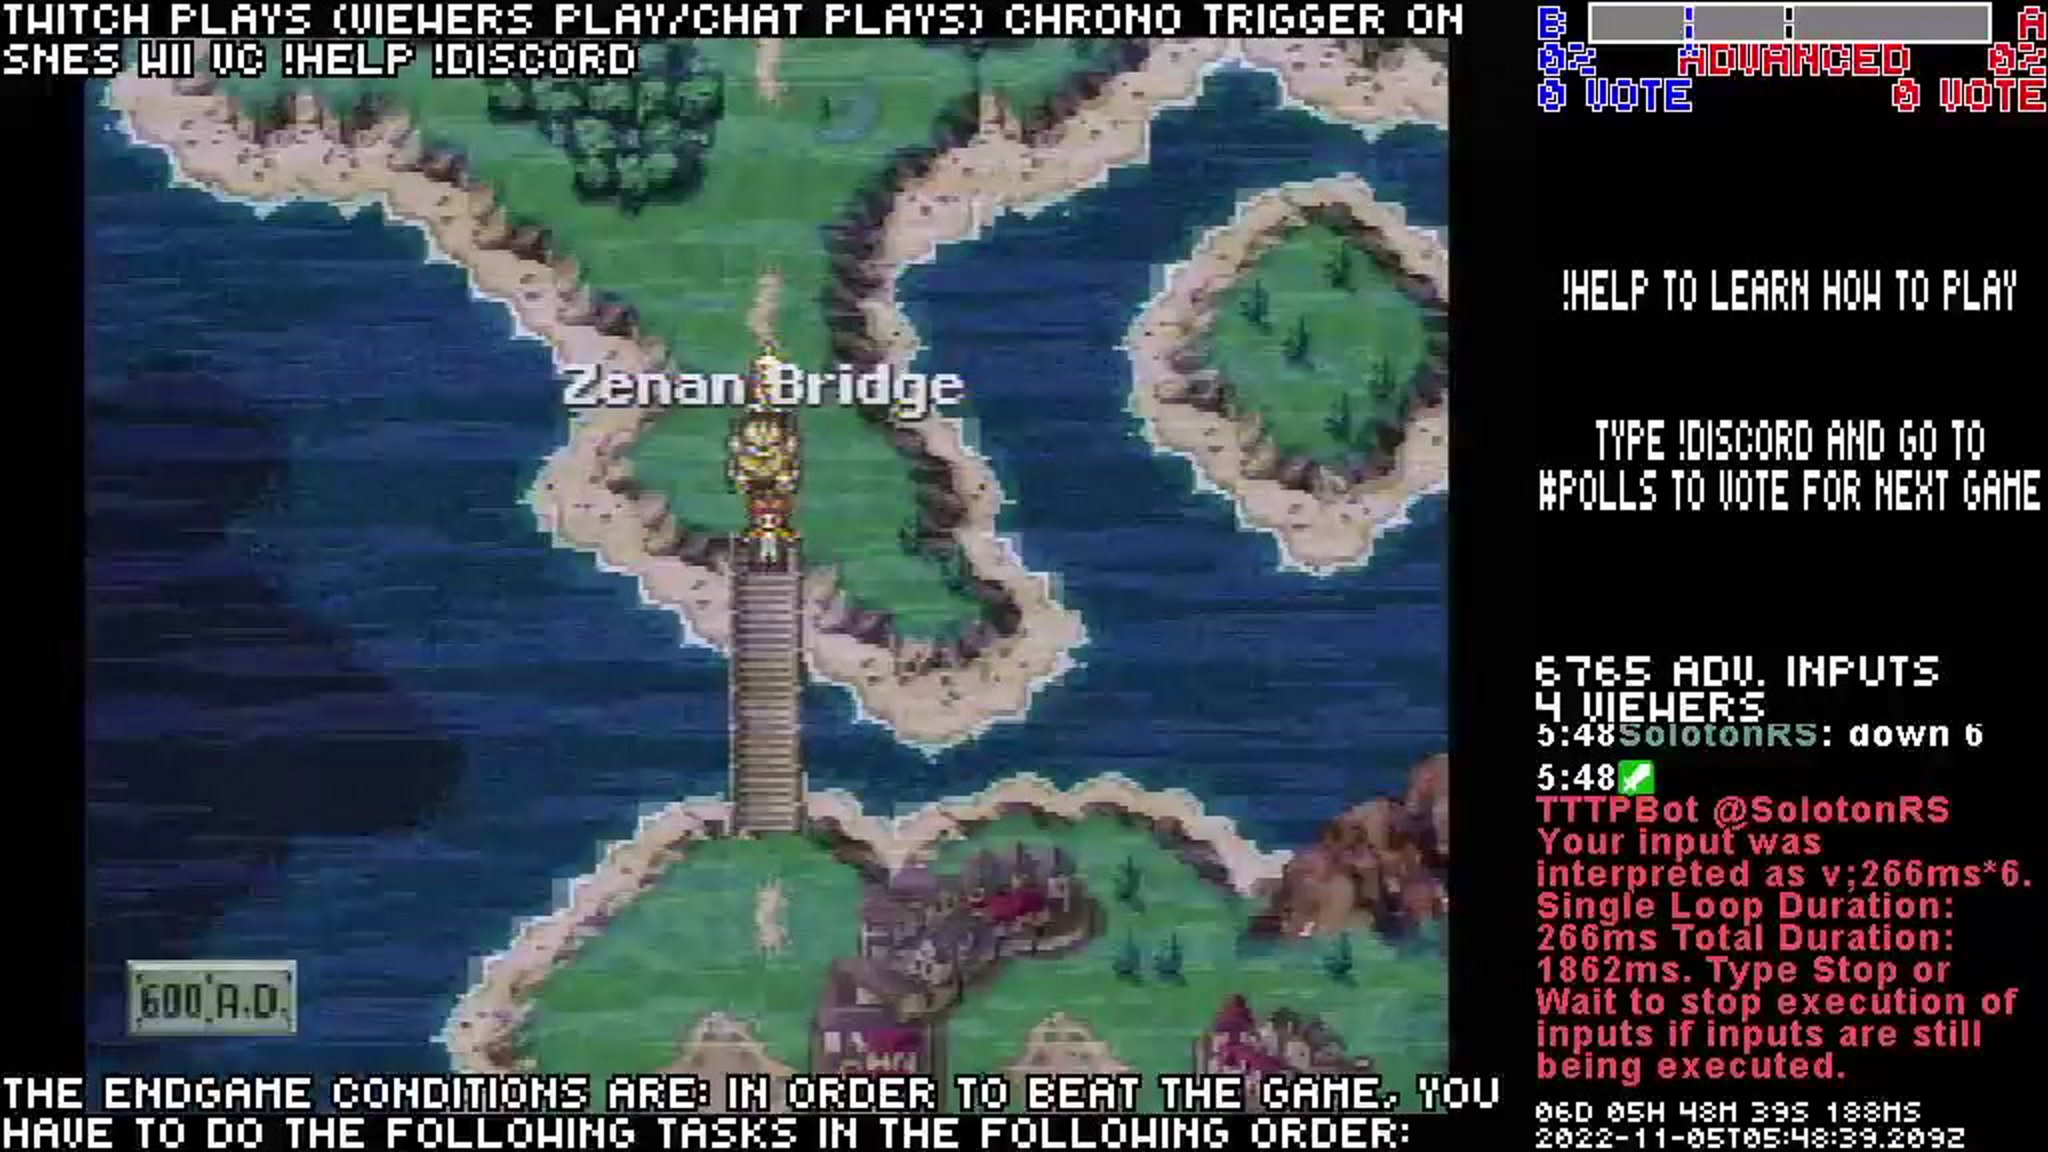 TWITCH PLAYS (VIEWERS PLAY/CHAT PLAYS) CHRONO TRIGGER ON
SNES WII VC !HELP !DISCORD
B A
0% ADVANCED 0%
0 VOTE 0 VOTE
!HELP TO LEARN HOW TO PLAY
Zenan Bridge
TYPE !DISCORD AND GO TO
#POLLS TO VOTE FOR NEXT GAME
6765 ADV. INPUTS
4 VIEWERS
5:48 SolotonRS: down 6
5:48
TTTPBot @SolotonRS
Your input was
interpreted as v;266ms*6.
Single Loop Duration:
266ms Total Duration:
1862ms. Type Stop or
Wait to stop execution of
inputs if inputs are still
being executed.
600 A.D.
THE ENDGAME CONDITIONS ARE: IN ORDER TO BEAT THE GAME, YOU
HAVE TO DO THE FOLLOWING TASKS IN THE FOLLOWING ORDER:
06D 05H 48M 39S 188MS
2022-11-05T05:48:39.209Z